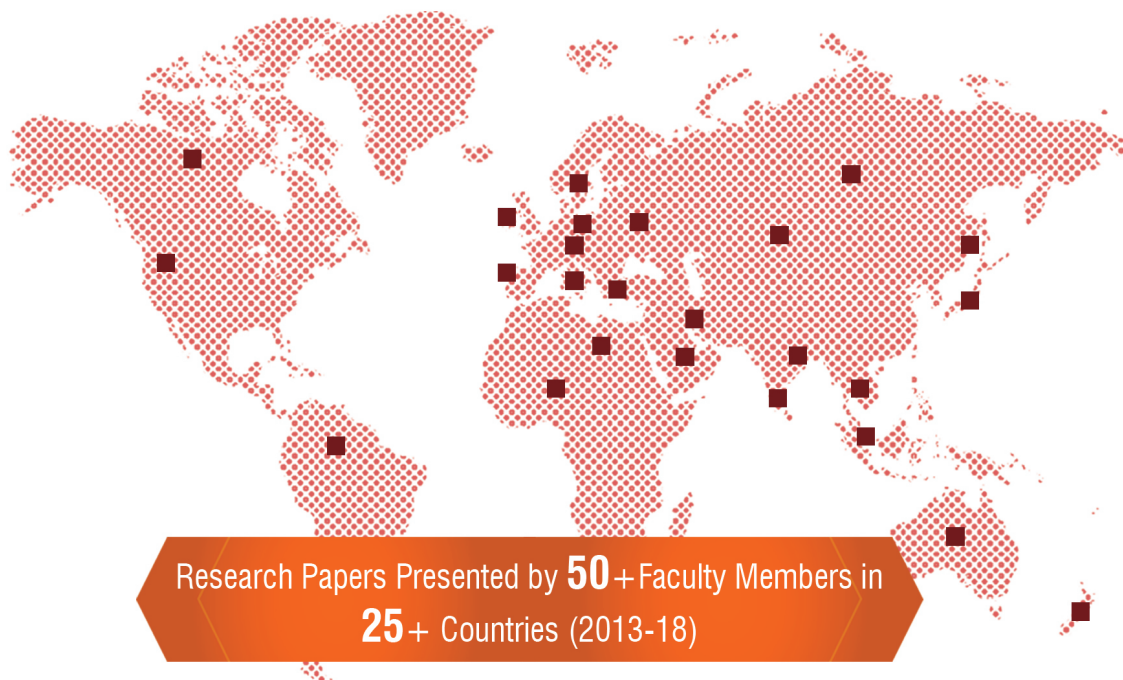 Research Papers Presented by 50+Faculty Members in
25+ Countries (2013-18)